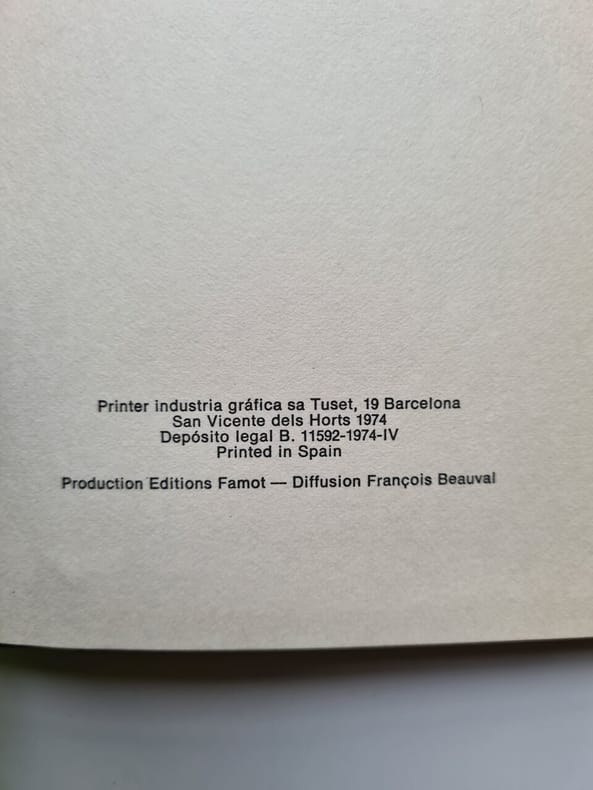 Printer industria gráfica sa Tuset, 19 Barcelona
San Vicente dels Horts 1974
Depósito legal B. 11592-1974-IV
Printed in Spain
Production Editions Famot — Diffusion François Beauval